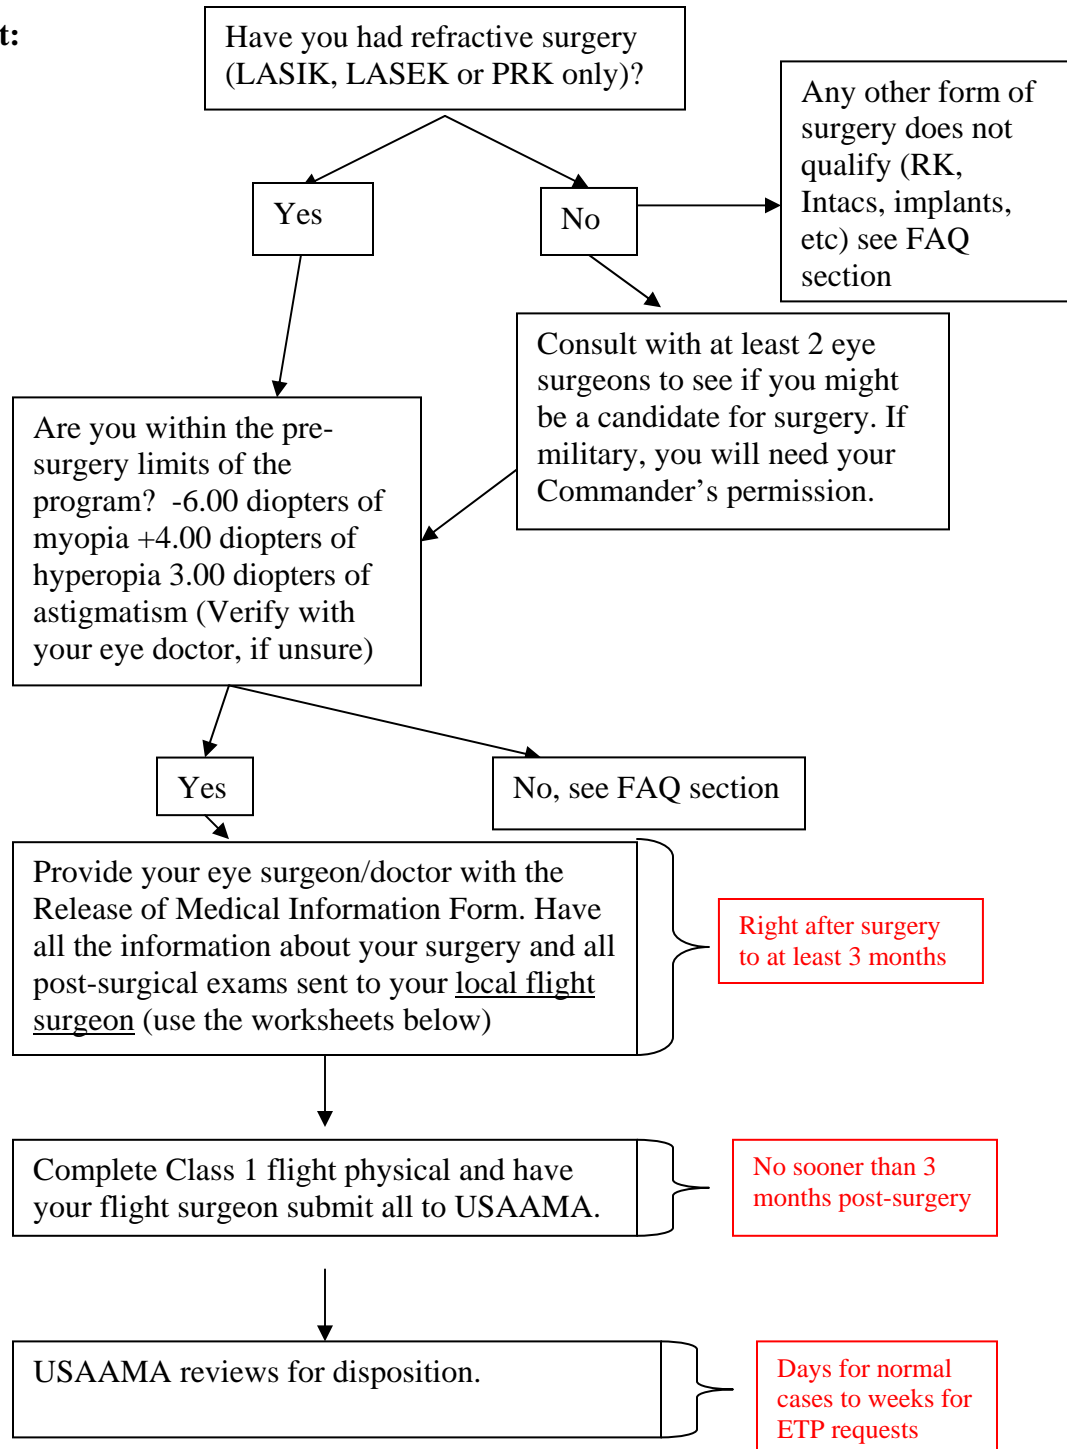 t:
Have you had refractive surgery
(LASIK, LASEK or PRK only)?
Any other form of
surgery does not
qualify (RK,
Intacs, implants,
etc) see FAQ
section
Yes
No
Consult with at least 2 eye
surgeons to see if you might
be a candidate for surgery. If
military, you will need your
Commander’s permission.
Are you within the pre-
surgery limits of the
program?  -6.00 diopters of
myopia +4.00 diopters of
hyperopia 3.00 diopters of
astigmatism (Verify with
your eye doctor, if unsure)
Yes
No, see FAQ section
Provide your eye surgeon/doctor with the
Release of Medical Information Form. Have
all the information about your surgery and all
post-surgical exams sent to your local flight
surgeon (use the worksheets below)
Right after surgery
to at least 3 months
Complete Class 1 flight physical and have
your flight surgeon submit all to USAAMA.
No sooner than 3
months post-surgery
USAAMA reviews for disposition.
Days for normal
cases to weeks for
ETP requests